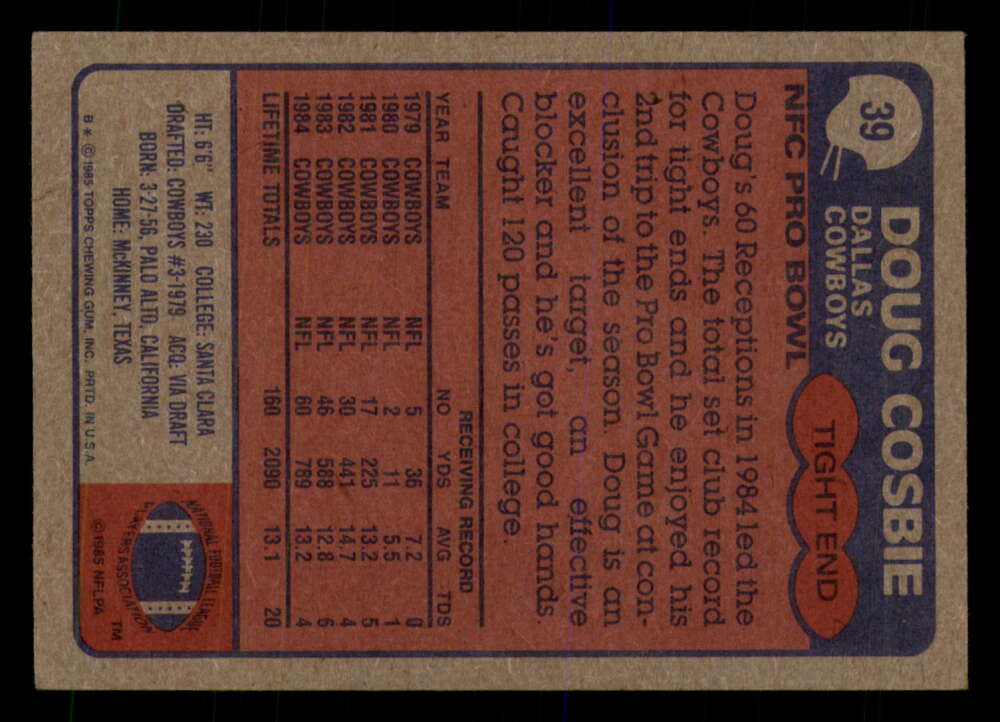 39
DOUG COSBIE
DALLAS
COWBOYS
TIGHT END
NFC PRO BOWL
Doug's 60 Receptions in 1984 led the
Cowboys. The total set club record
for tight ends and he enjoyed his
2nd trip to the Pro Bowl Game at con-
clusion of the season. Doug is an
excellent target, an effective
blocker and he's got good hands.
Caught 120 passes in college.
RECEIVING RECORD
YEAR TEAM NO YDS AVG TDS
1979 COWBOYS NFL 5 36 7.2 0
1980 COWBOYS NFL 2 11 5.5 1
1981 COWBOYS NFL 17 225 13.2 5
1982 COWBOYS NFL 30 441 14.7 4
1983 COWBOYS NFL 46 588 12.8 6
1984 COWBOYS NFL 60 789 13.2 4
LIFETIME TOTALS 160 2090 13.1 20
HT: 6'6" WT: 230 COLLEGE: SANTA CLARA
DRAFTED: COWBOYS #3-1979 ACQ: VIA DRAFT
BORN: 3-27-56, PALO ALTO, CALIFORNIA
HOME: McKINNEY, TEXAS
B * © 1985 TOPPS CHEWING GUM, INC. PRTD. IN U.S.A.
NATIONAL FOOTBALL LEAGUE
PLAYERS ASSOCIATION
TM
© 1985 NFLPA